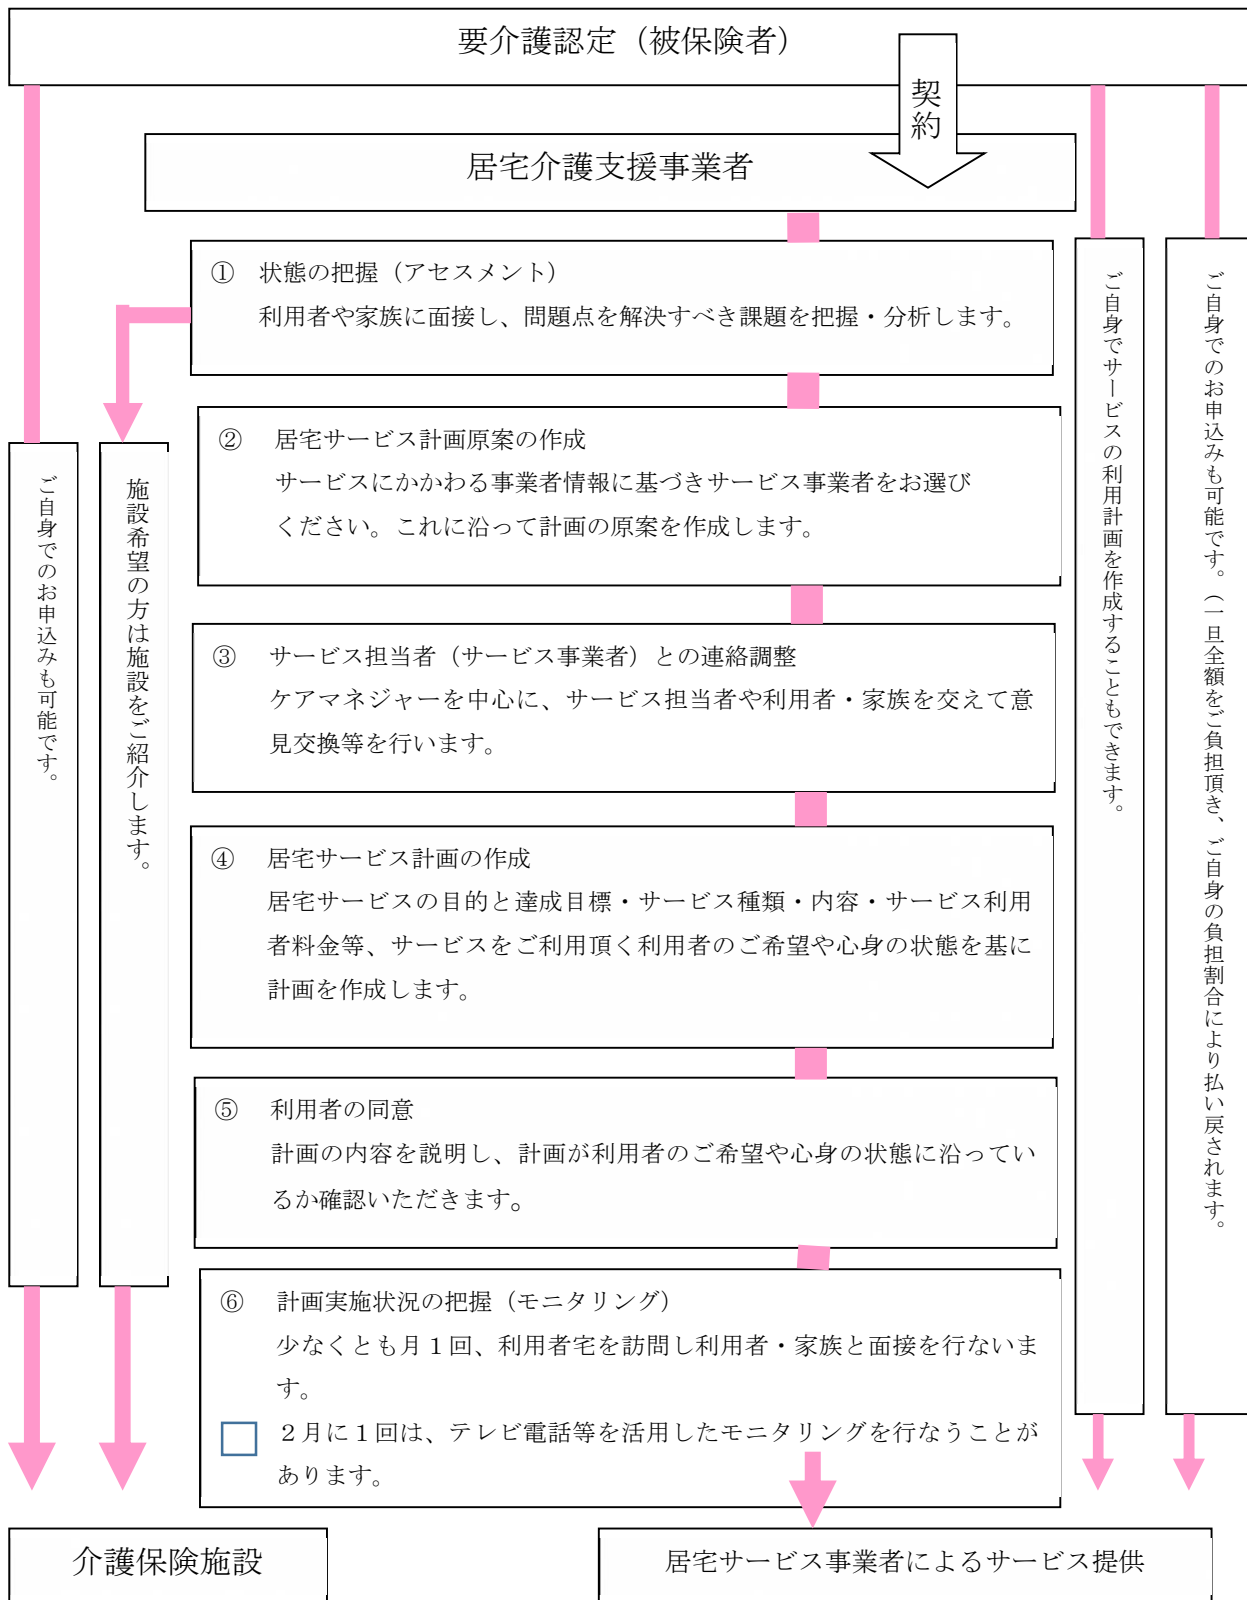 要介護認定（被保険者）
契約
居宅介護支援事業者
① 状態の把握（アセスメント）
利用者や家族に面接し、問題点を解決すべき課題を把握・分析します。
② 居宅サービス計画原案の作成
サービスにかかわる事業者情報に基づきサービス事業者をお選び
ください。これに沿って計画の原案を作成します。
③ サービス担当者（サービス事業者）との連絡調整
ケアマネジャーを中心に、サービス担当者や利用者・家族を交えて意
見交換等を行います。
④ 居宅サービス計画の作成
居宅サービスの目的と達成目標・サービス種類・内容・サービス利用
者料金等、サービスをご利用頂く利用者のご希望や心身の状態を基に
計画を作成します。
⑤ 利用者の同意
計画の内容を説明し、計画が利用者のご希望や心身の状態に沿ってい
るか確認いただきます。
⑥ 計画実施状況の把握（モニタリング）
少なくとも月１回、利用者宅を訪問し利用者・家族と面接を行ないま
す。
２月に１回は、テレビ電話等を活用したモニタリングを行なうことが
あります。
ご自身でのお申込みも可能です。
施設希望の方は施設をご紹介します。
ご自身でサービスの利用計画を作成することもできます。
ご自身でのお申込みも可能です。（一旦全額をご負担頂き、ご自身の負担割合により払い戻されます。
介護保険施設
居宅サービス事業者によるサービス提供